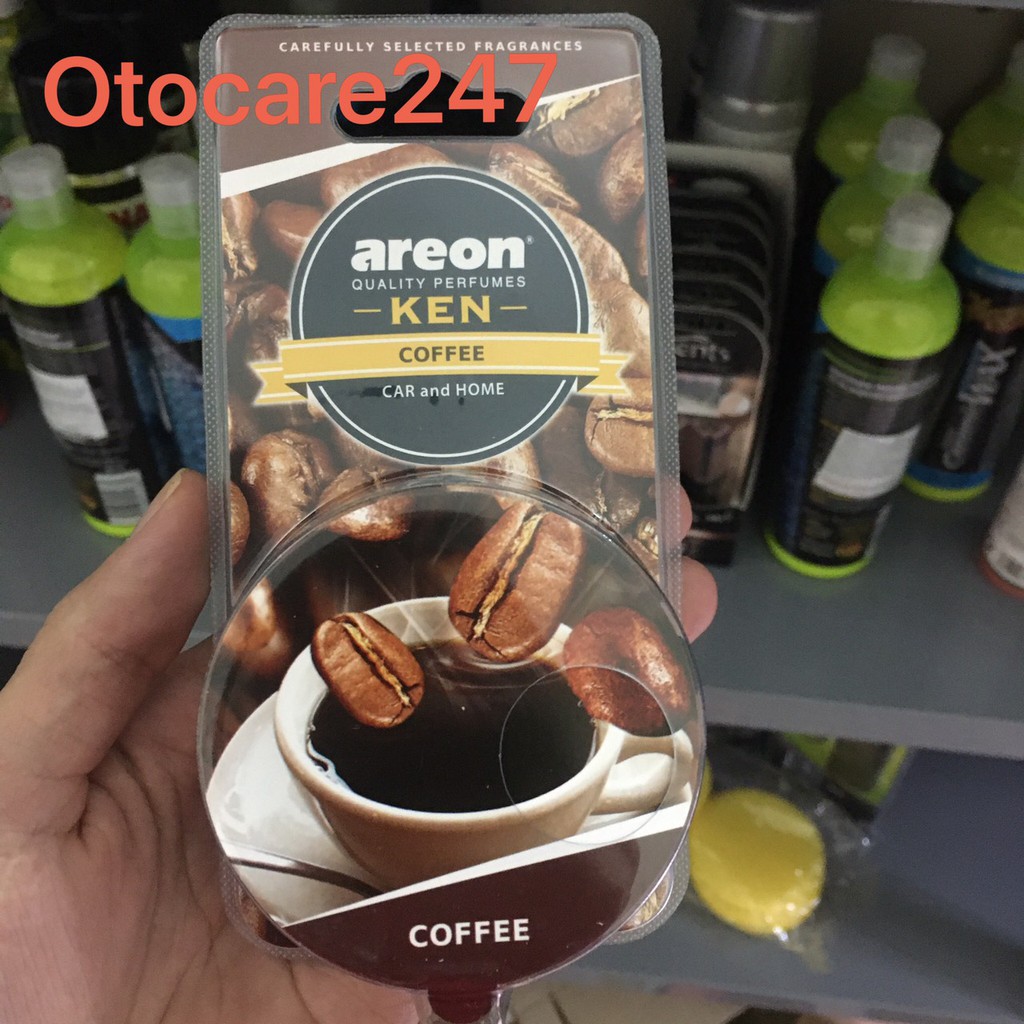 CAREFULLY SELECTED FRAGRANCES
Otocare247
areon®
QUALITY PERFUMES
KEN
COFFEE
CAR and HOME
COFFEE